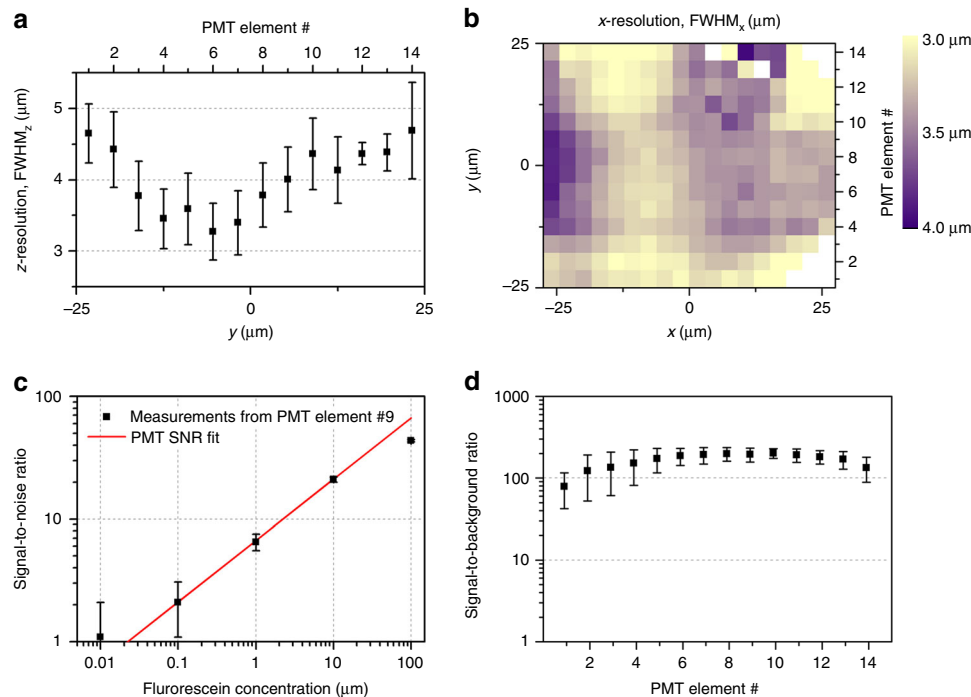 a
PMT element #
2 4 6 8 10 12 14
5
4
3
z-resolution, FWHMz (μm)
−25 0 25
y (μm)
b
x-resolution, FWHMx (μm)
25
0
−25
y (μm)
14
12
10
8
6
4
2
PMT element #
−25 0 25
x (μm)
3.0 μm
3.5 μm
4.0 μm
c
100
10
1
Signal-to-noise ratio
Measurements from PMT element #9
PMT SNR fit
0.01 0.1 1 10 100
Flurorescein concentration (μm)
d
1000
100
10
1
Signal-to-background ratio
2 4 6 8 10 12 14
PMT element #